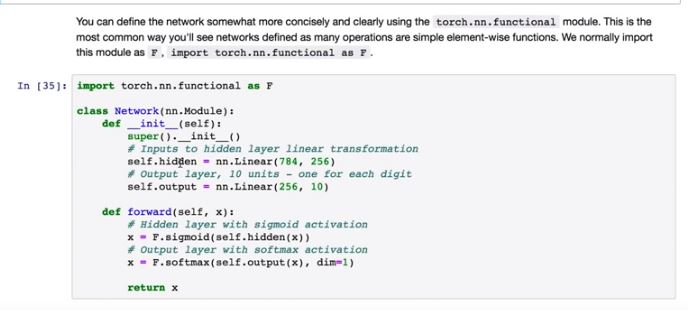 You can define the network somewhat more concisely and clearly using the torch.nn.functional module. This is the
most common way you'll see networks defined as many operations are simple element-wise functions. We normally import
this module as F, import torch.nn.functional as F.
In [35]: import torch.nn.functional as F
class Network(nn.Module):
def __init__(self):
super().__init__()
# Inputs to hidden layer linear transformation
self.hidden = nn.Linear(784, 256)
# Output layer, 10 units - one for each digit
self.output = nn.Linear(256, 10)
def forward(self, x):
# Hidden layer with sigmoid activation
x = F.sigmoid(self.hidden(x))
# Output layer with softmax activation
x = F.softmax(self.output(x), dim=1)
return x